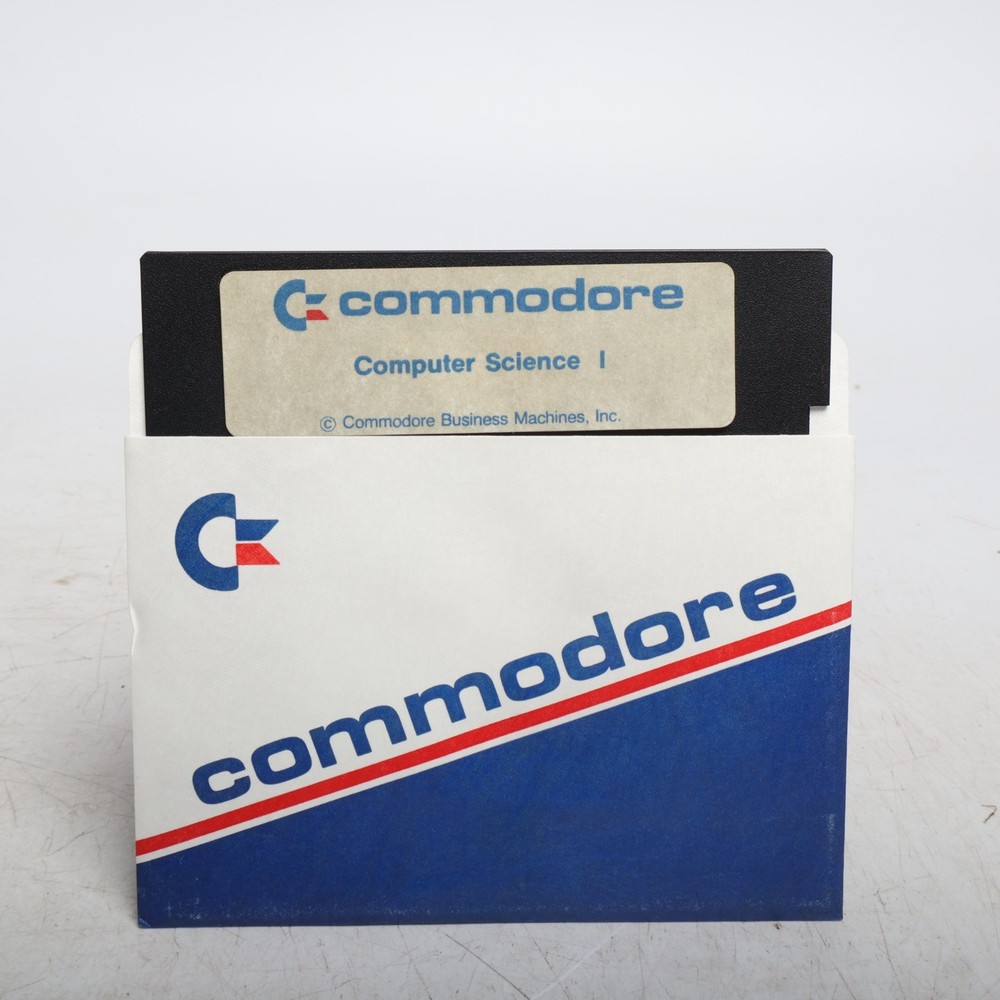 commodore
Computer Science I
© Commodore Business Machines, Inc.
commodore